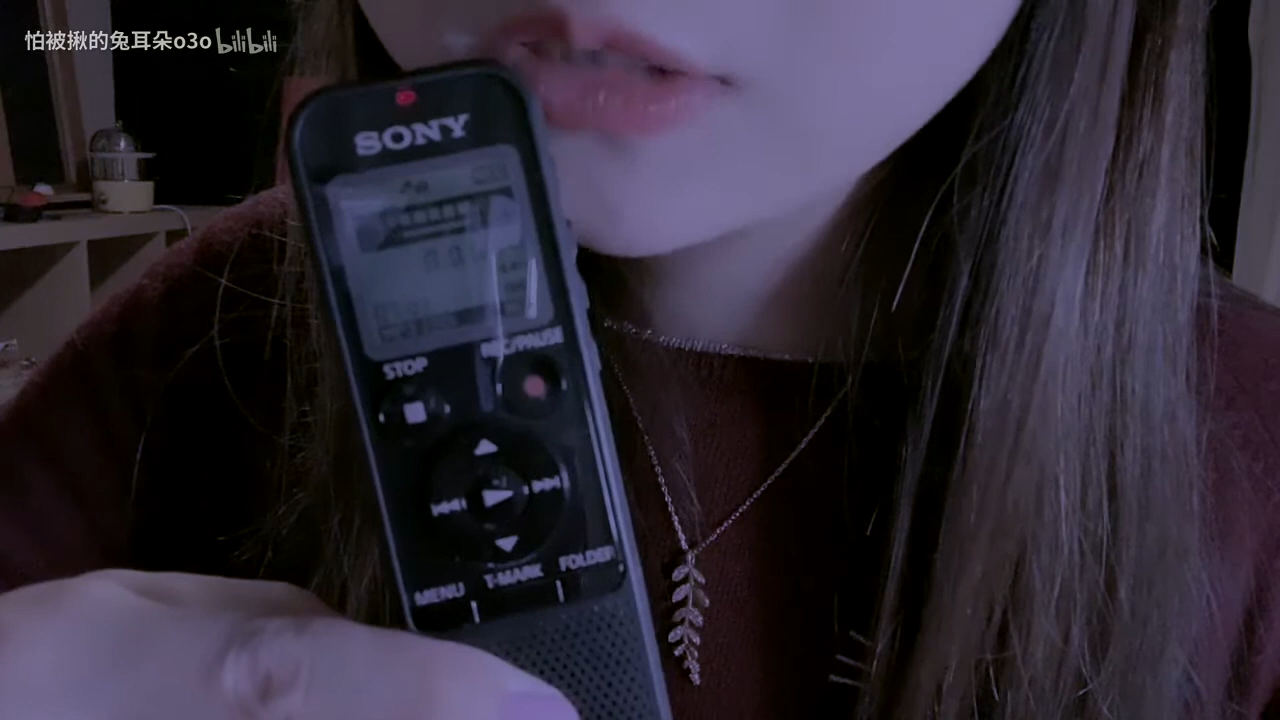 怕被揪的兔耳朵o3o bilibili
SONY
STOP
REC/PAUSE
MENU
T-MARK
FOLDER